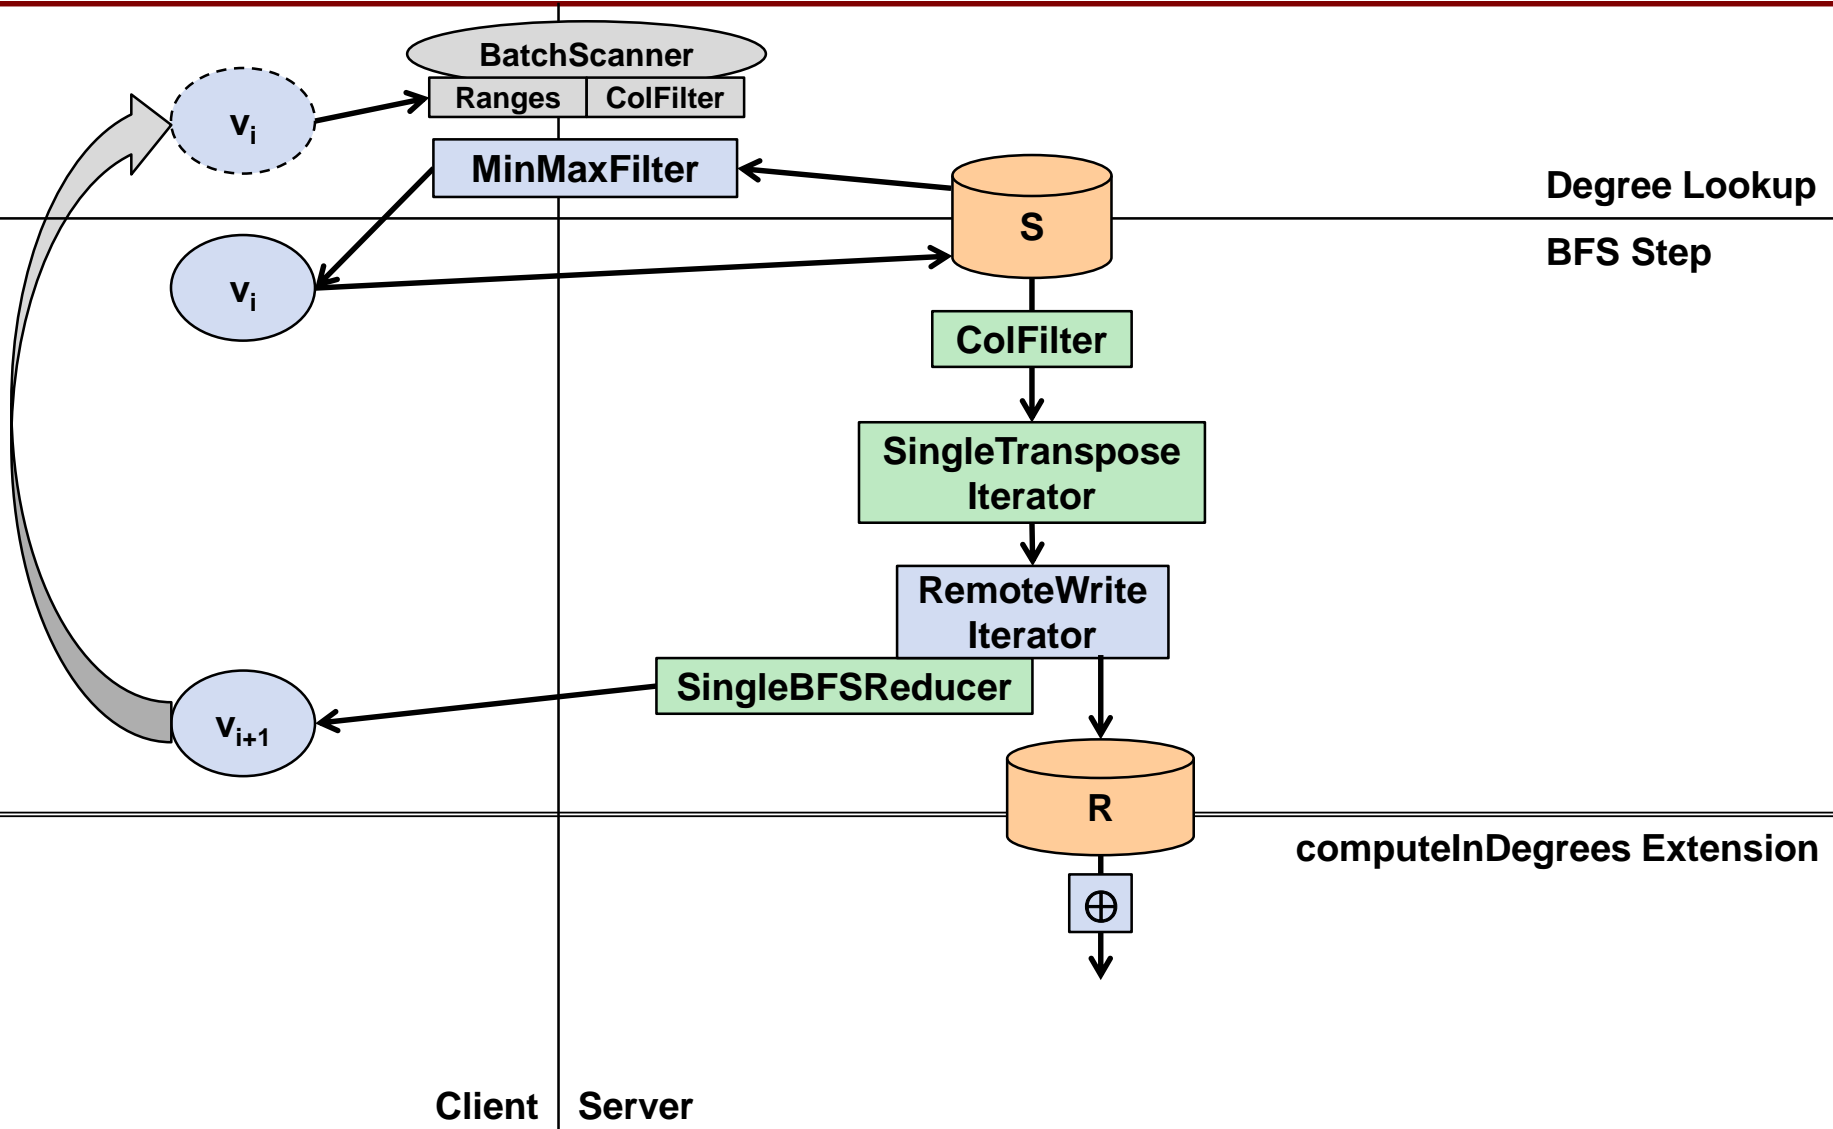 BatchScanner
Ranges ColFilter
vᵢ
MinMaxFilter
Degree Lookup
S
BFS Step
vᵢ
ColFilter
SingleTranspose
Iterator
RemoteWrite
Iterator
SingleBFSReducer
vᵢ₊₁
R
computeInDegrees Extension
⊕
Client Server